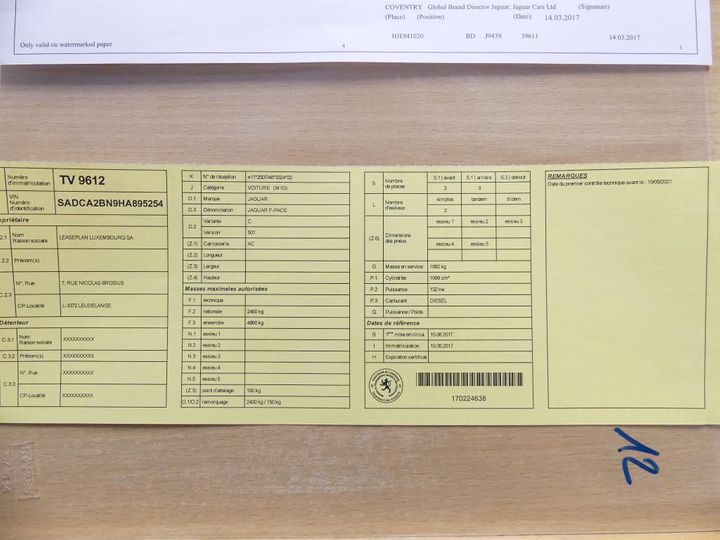 COVENTRY Global Brand Director Jaguar, Jaguar Cars Ltd (Signature)
(Place) (Position) (Date): 14.03.2017
HJEM1020 BD J9439 39611 14.03.2017
Only valid on watermarked paper 4 1
Numéro d'immatriculation TV 9612
VIN Numéro d'identification SADCA2BN9HA895254
opriétaire
2.1 Nom Raison sociale LEASEPLAN LUXEMBOURG SA
2.2 Prénom(s)
C.2.3 N°, Rue 7, RUE NICOLAS BROSIUS
CP-Localité L-3372 LEUDELANGE
Détenteur
C.3.1 Nom Raison sociale XXXXXXXXXX
C.3.2 Prénom(s) XXXXXXXXXX
C.3.3 N°, Rue XXXXXXXXXX
CP-Localité XXXXXXXXXX
K N° de réception e11*2007/46*3324*02
J Catégorie VOITURE (M1G)
D.1 Marque JAGUAR
D.3 Dénomination JAGUAR F-PACE
D.2 Variante C
Version 501
(Z.1) Carrosserie AC
(Z.2) Longueur
(Z.3) Largeur
(Z.4) Hauteur
Masses maximales autorisées
F.1 technique
F.2 nationale 2460 kg
F.3 ensemble 4860 kg
N.1 essieu 1
N.2 essieu 2
N.3 essieu 3
N.4 essieu 4
N.5 essieu 5
(Z.5) point d'attelage 100 kg
O.1/O.2 remorquage 2400 kg / 750 kg
S Nombre de places S.1 | avant S.1 | arrière S.2 | debout
2 3
L Nombre d'essieux simples tandem tridem
2
(Z.6) Dimensions des pneus essieu 1 essieu 2 essieu 3
essieu 4 essieu 5
G Masse en service 1882 kg
P.1 Cylindrée 1999 cm³
P.2 Puissance 132 kw
P.3 Carburant DIESEL
Q Puissance / Poids
Dates de référence
B 1ère mise en circul. 15.06.2017
I Immatriculation 15.06.2017
H Expiration certificat
170224638
REMARQUES
Date du premier contrôle technique avant le : 15/06/2021
12